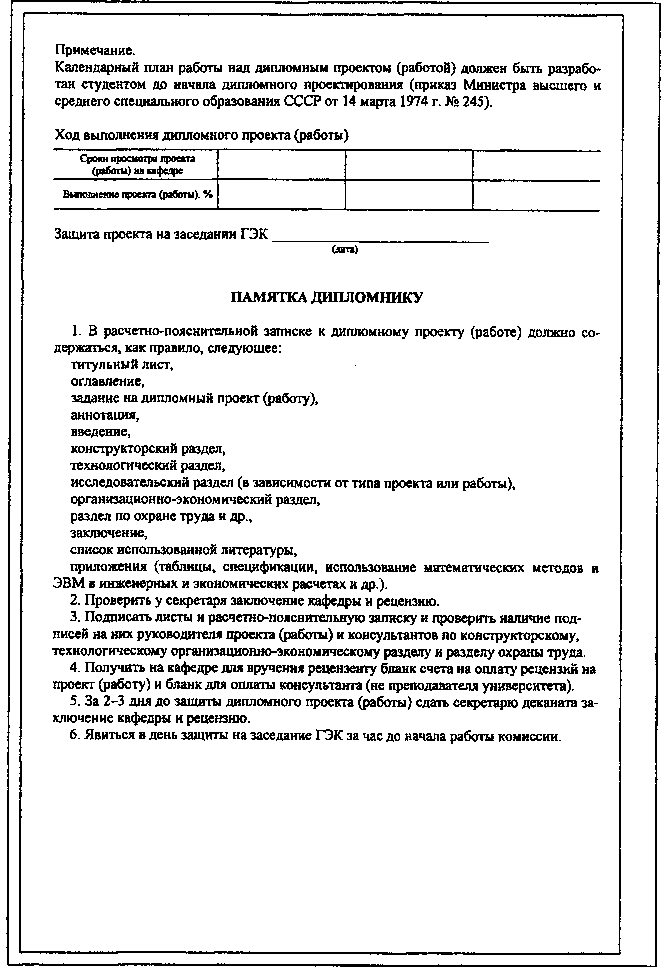 Примечание.
Календарный план работы над дипломным проектом (работой) должен быть разрабо-
тан студентом до начала дипломного проектирования (приказ Министра высшего и
среднего специального образования СССР от 14 марта 1974 г. № 245).
Ход выполнения дипломного проекта (работы)
Сроки просмотра проекта
(работы) на кафедре
Выполнение проекта (работы). %
Защита проекта на заседании ГЭК
(дата)
ПАМЯТКА ДИПЛОМНИКУ
1. В расчетно-пояснительной записке к дипломному проекту (работе) должно со-
держаться, как правило, следующее:
титульный лист,
оглавление,
задание на дипломный проект (работу),
аннотация,
введение,
конструкторский раздел,
технологический раздел,
исследовательский раздел (в зависимости от типа проекта или работы),
организационно-экономический раздел,
раздел по охране труда и др.,
заключение,
список использованной литературы,
приложения (таблицы, спецификации, использование математических методов и
ЭВМ в инженерных и экономических расчетах и др.).
2. Проверить у секретаря заключение кафедры и рецензию.
3. Подписать листы и расчетно-пояснительную записку и проверить наличие под-
писей на них руководителя проекта (работы) и консультантов по конструкторскому,
технологическому организационно-экономическому разделу и разделу охраны труда.
4. Получить на кафедре для вручения рецензенту бланк счета на оплату рецензий на
проект (работу) и бланк для оплаты консультанта (не преподавателя университета).
5. За 2–3 дня до защиты дипломного проекта (работы) сдать секретарю деканата за-
ключение кафедры и рецензию.
6. Явиться в день защиты на заседание ГЭК за час до начала работы комиссии.